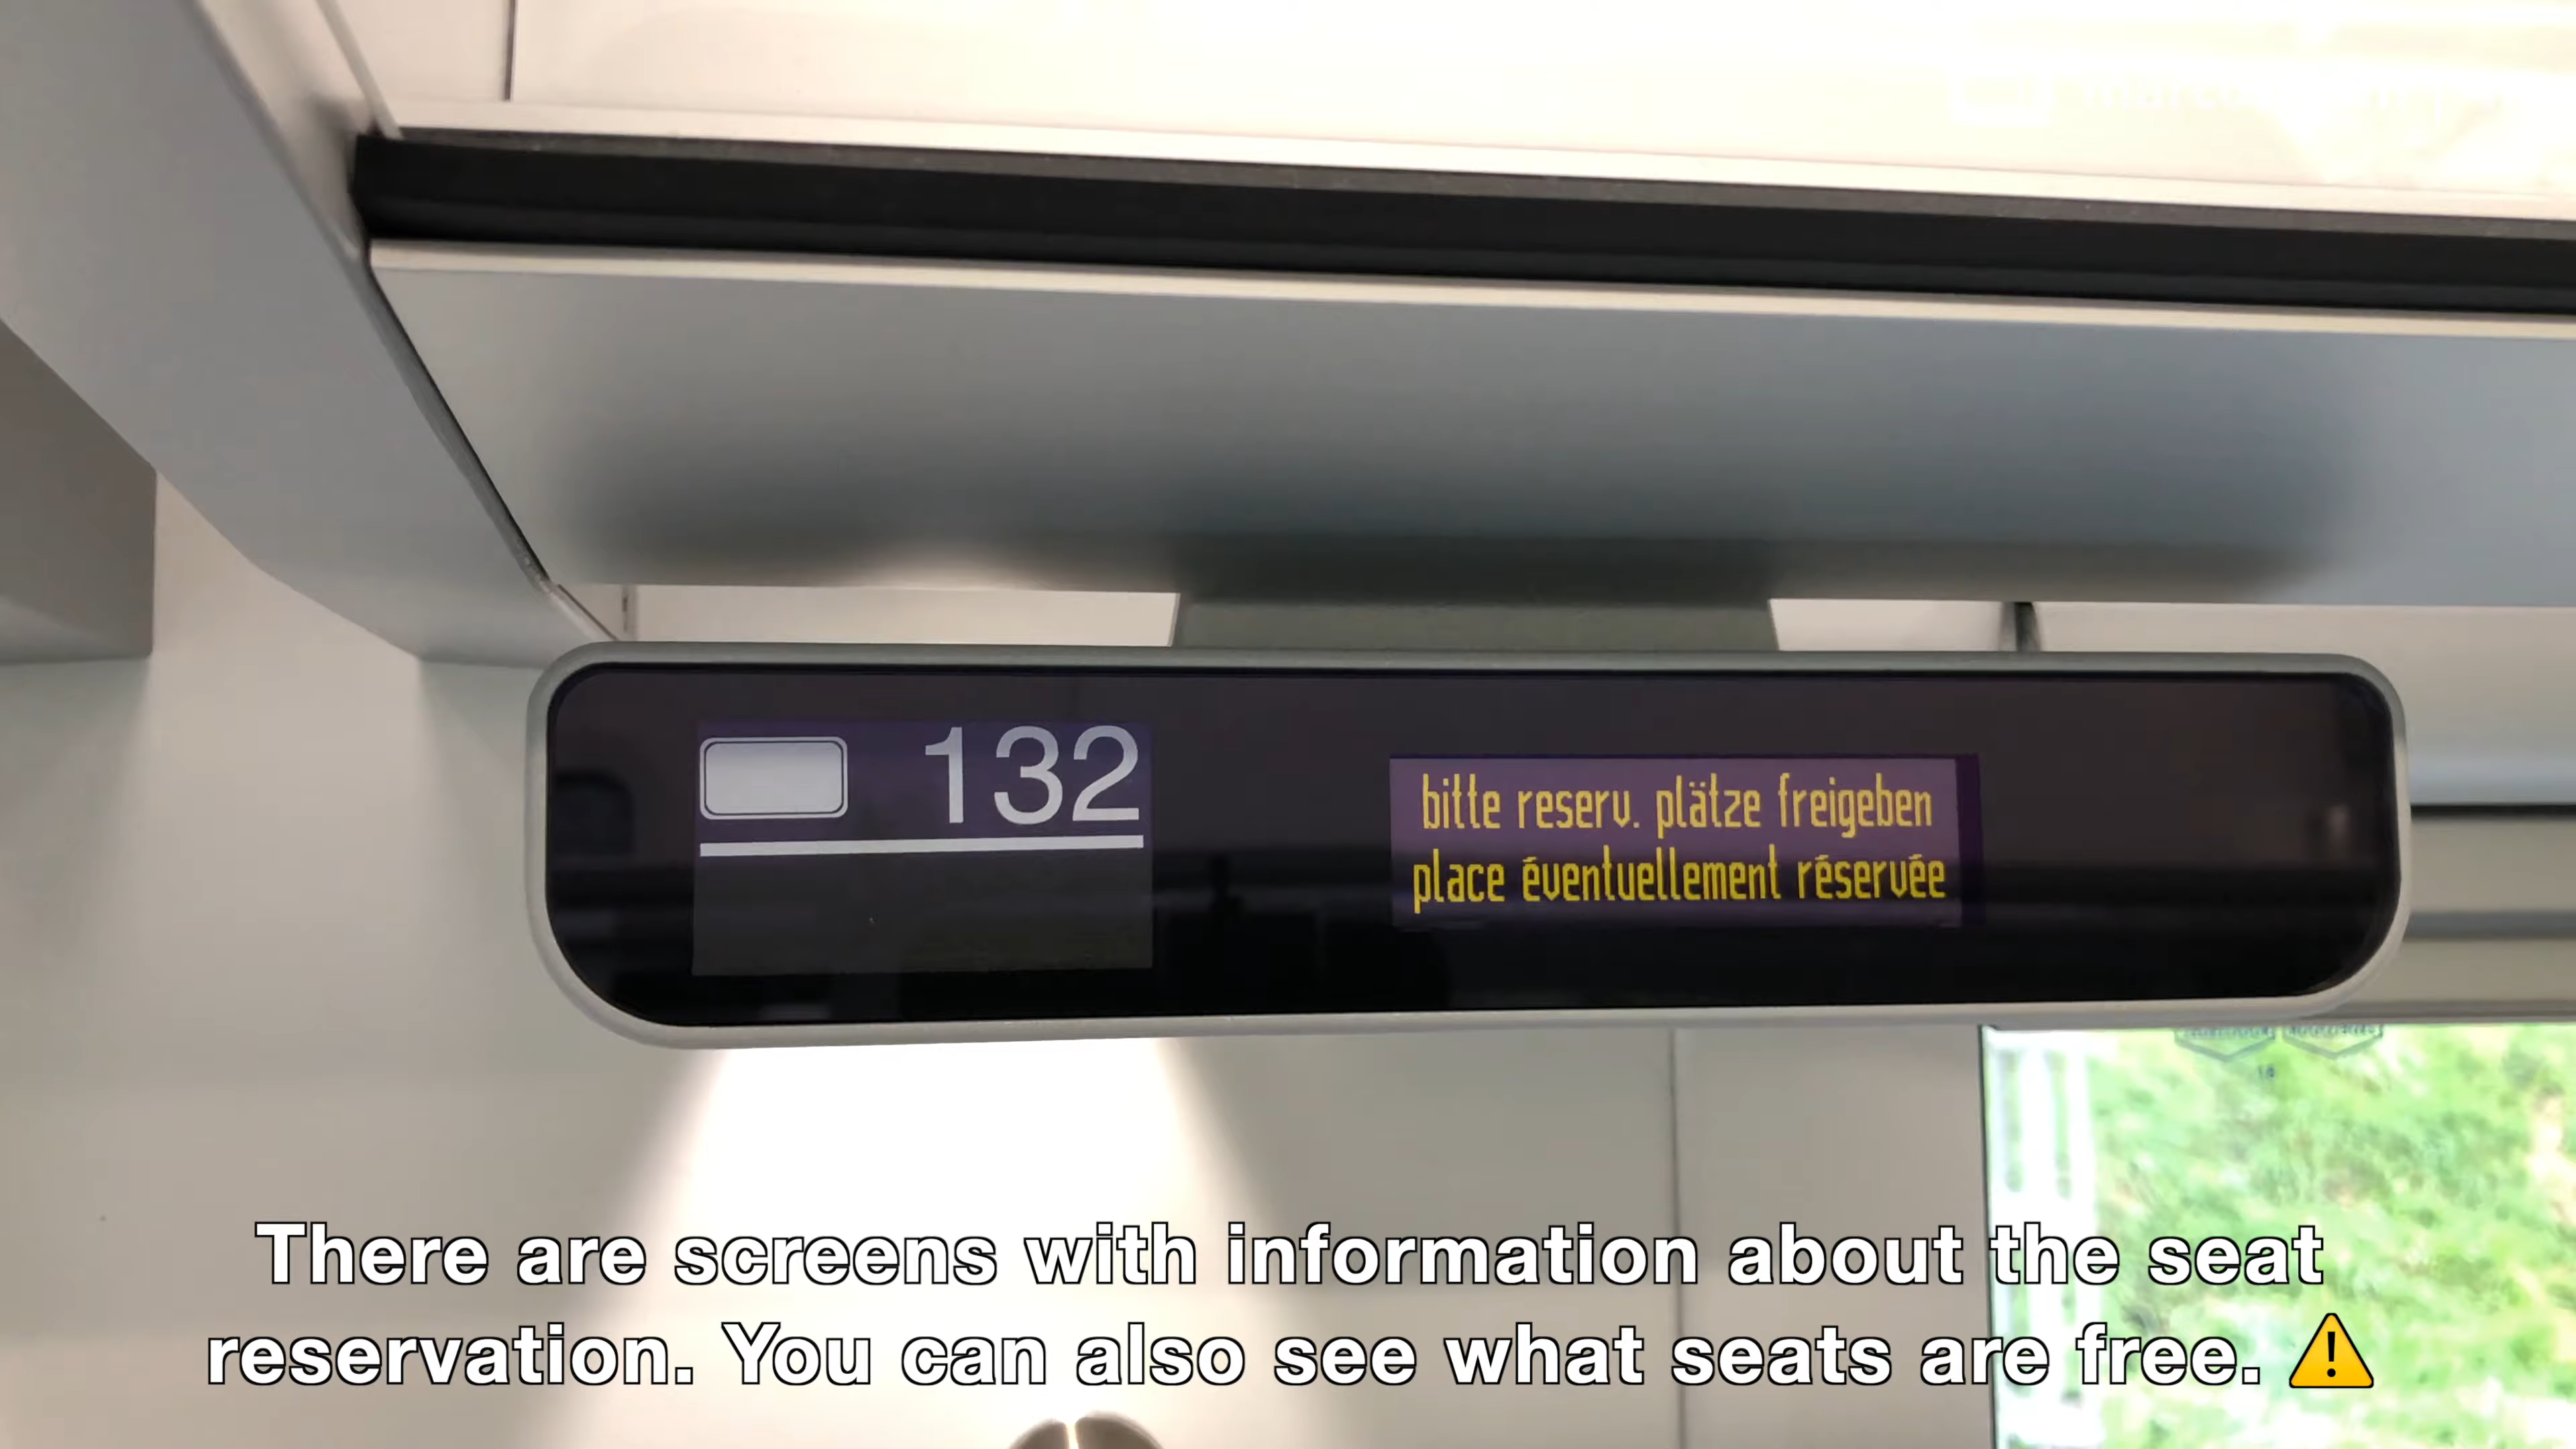 132
bitte reserv. plätze freigeben
place éventuellement réservée
There are screens with information about the seat
reservation. You can also see what seats are free. ⚠️